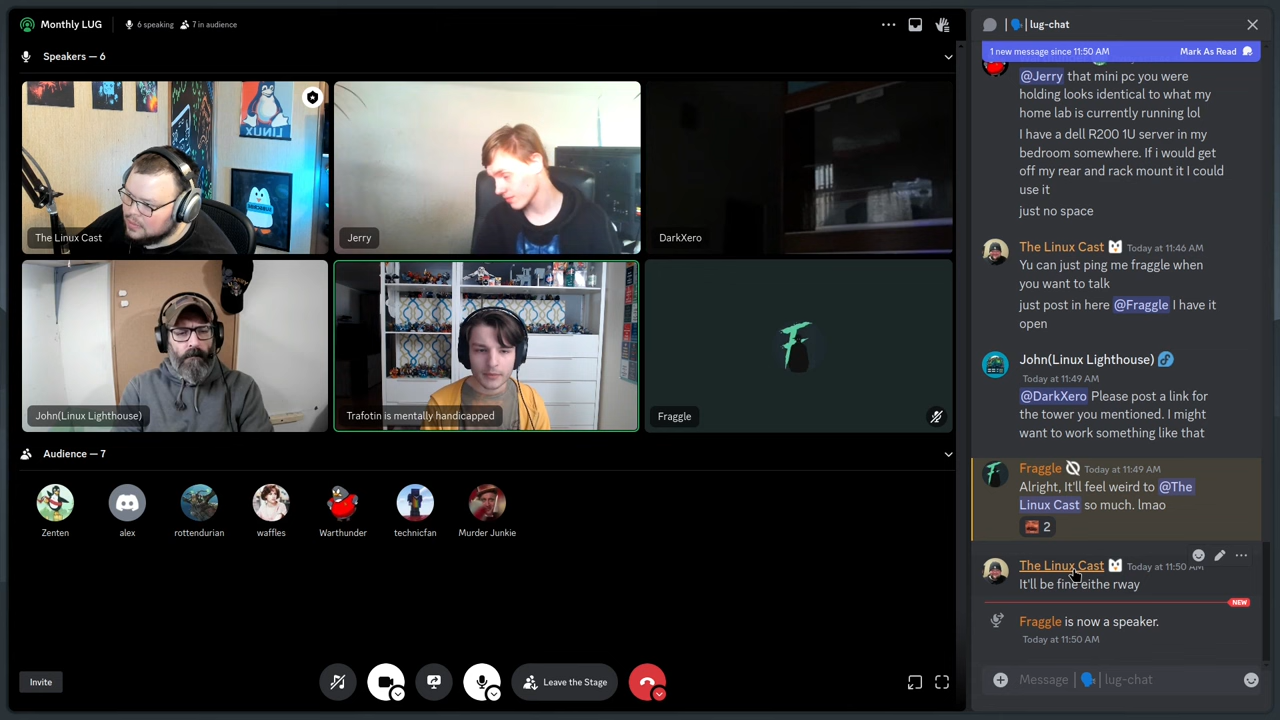 Monthly LUG
6 speaking
7 in audience
Speakers — 6
LINUX
The Linux Cast
Jerry
DarkXero
John(Linux Lighthouse)
Trafotin is mentally handicapped
Fraggle
Audience — 7
Zenten
alex
rottendurian
waffles
Warthunder
technicfan
Murder Junkie
Invite
Leave the Stage
| | lug-chat
1 new message since 11:50 AM
Mark As Read
@Jerry that mini pc you were
holding looks identical to what my
home lab is currently running lol
I have a dell R200 1U server in my
bedroom somewhere. If i would get
off my rear and rack mount it I could
use it
just no space
The Linux Cast Today at 11:46 AM
Yu can just ping me fraggle when
you want to talk
just post in here @Fraggle I have it
open
John(Linux Lighthouse)
Today at 11:49 AM
@DarkXero Please post a link for
the tower you mentioned. I might
want to work something like that
Fraggle Today at 11:49 AM
Alright, It'll feel weird to @The
Linux Cast so much. lmao
2
The Linux Cast Today at 11:50 AM
It'll be fine eithe rway
NEW
Fraggle is now a speaker.
Today at 11:50 AM
Message | | lug-chat